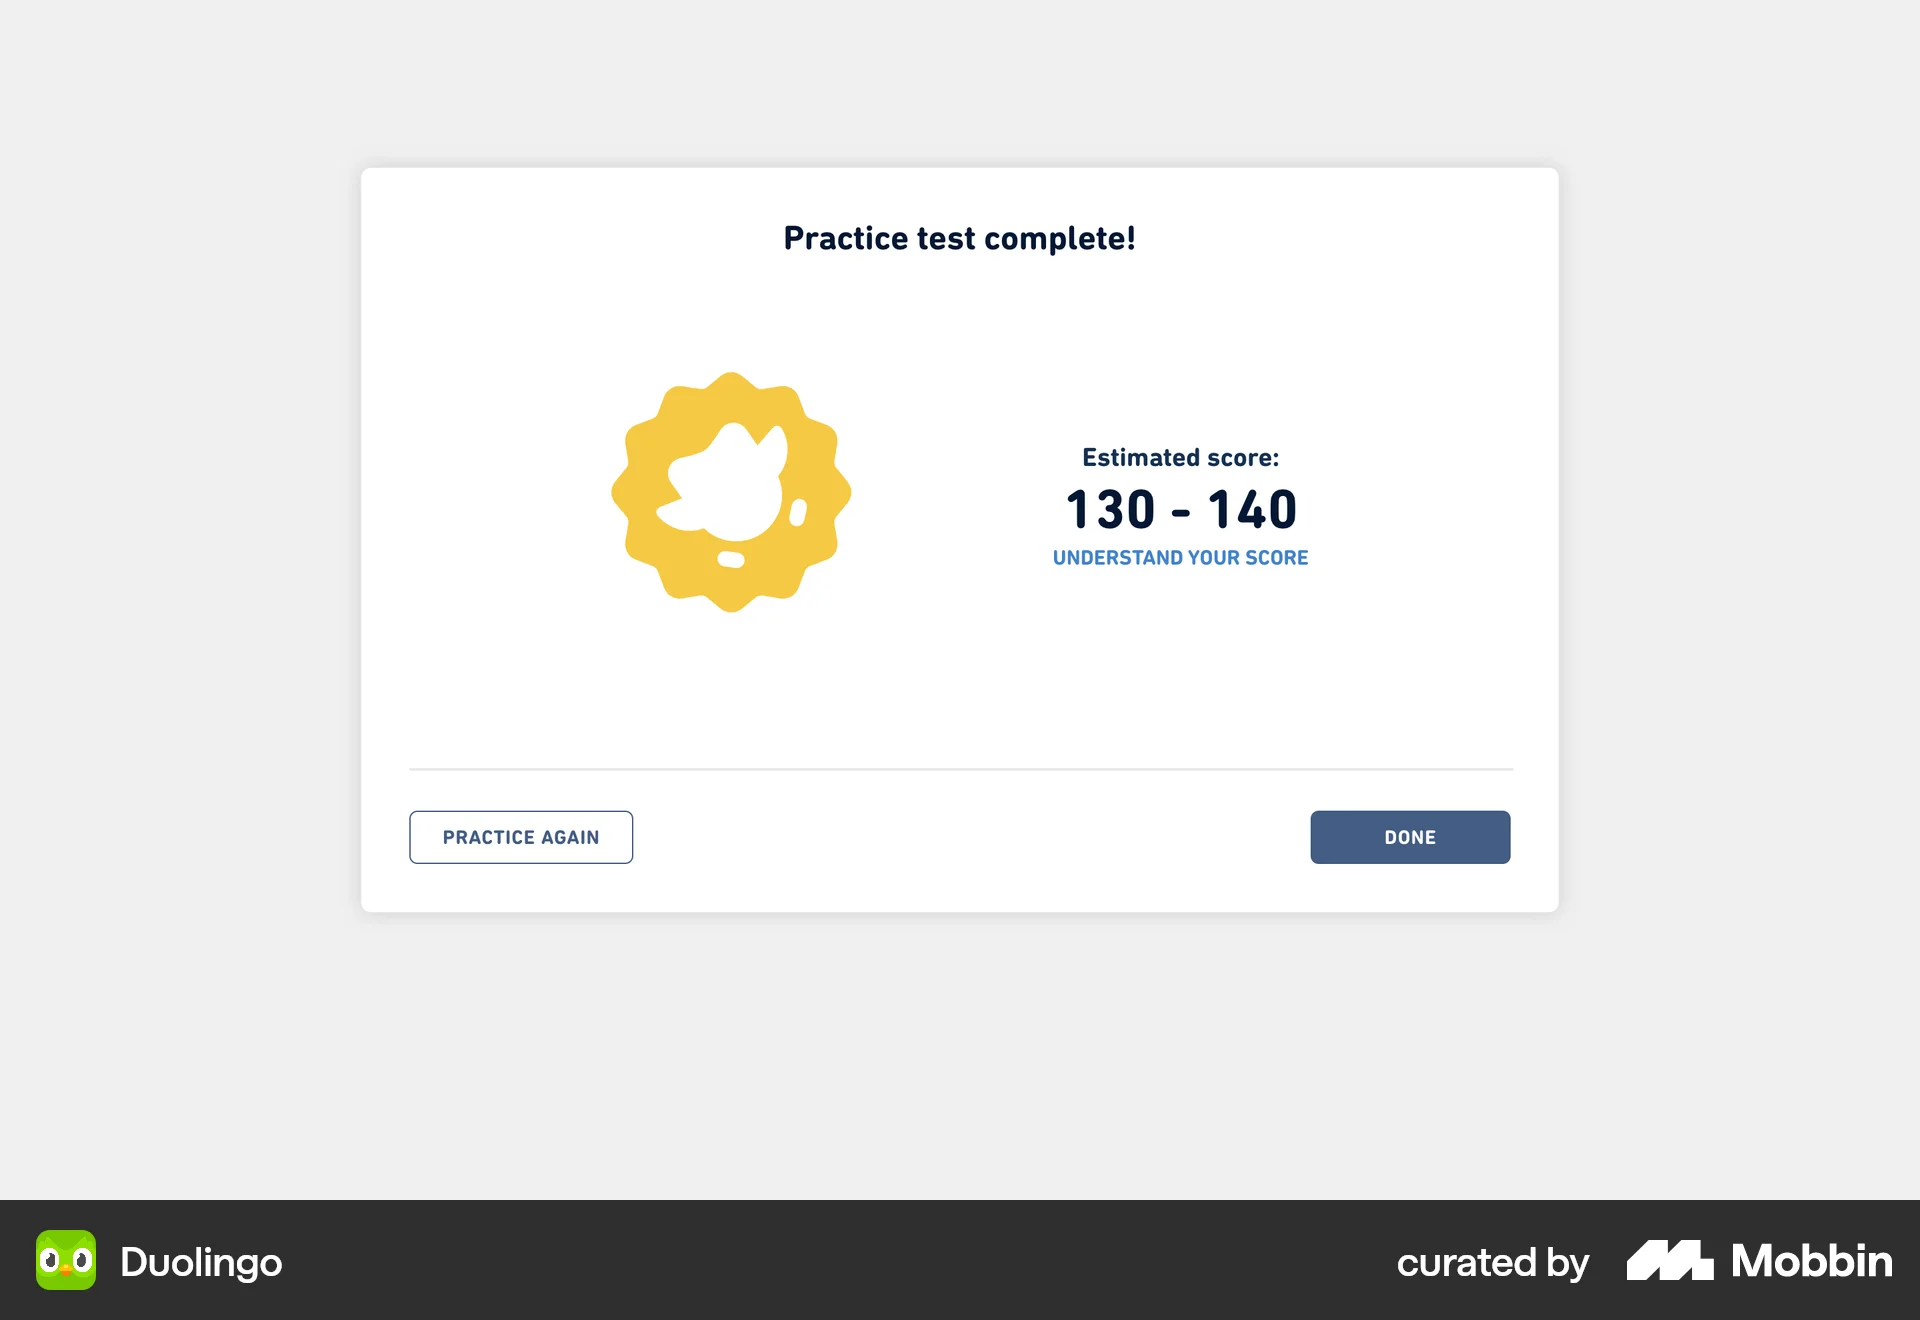 Practice test complete!
Estimated score:
130 - 140
UNDERSTAND YOUR SCORE
PRACTICE AGAIN
DONE
Duolingo
curated by Mobbin